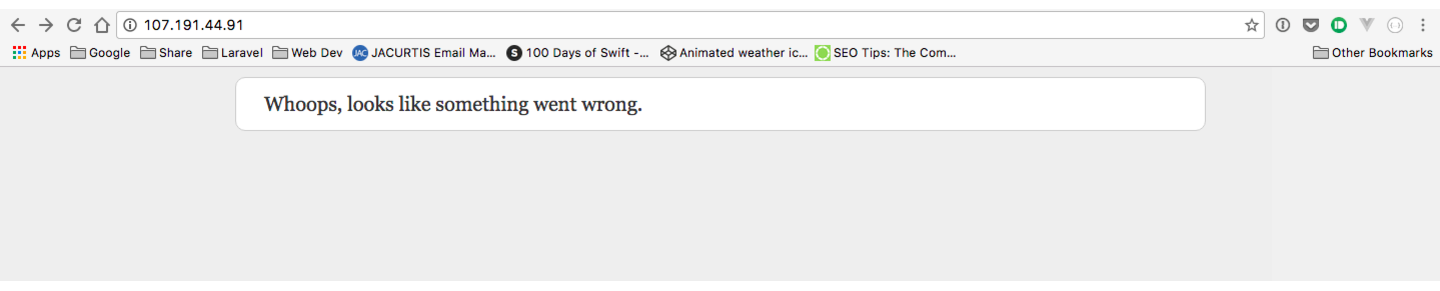 107.191.44.91
Apps Google Share Laravel Web Dev JAC JACURTIS Email Ma... S 100 Days of Swift -... Animated weather ic... SEO Tips: The Com... Other Bookmarks
Whoops, looks like something went wrong.